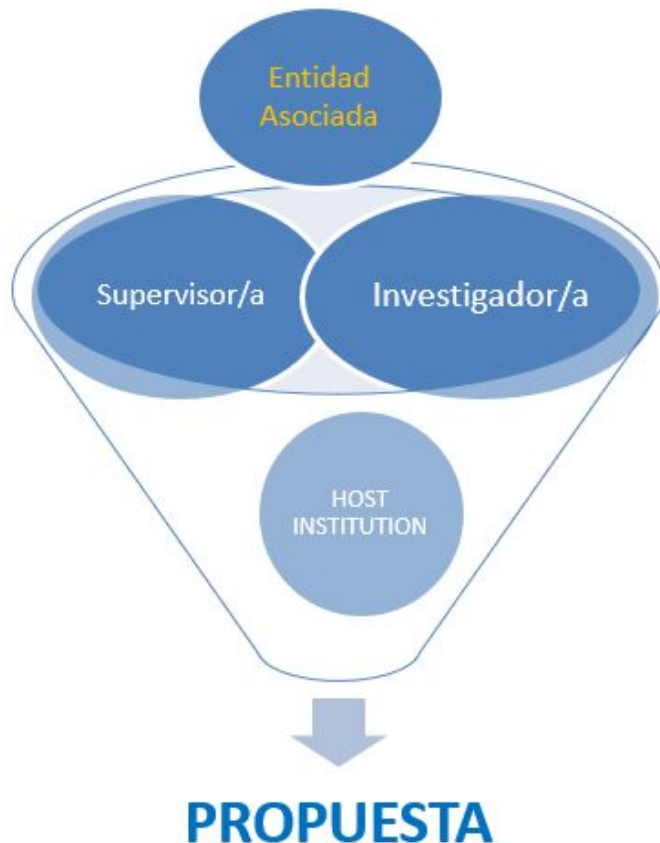 Entidad
Asociada
Supervisor/a
Investigador/a
HOST
INSTITUTION
PROPUESTA